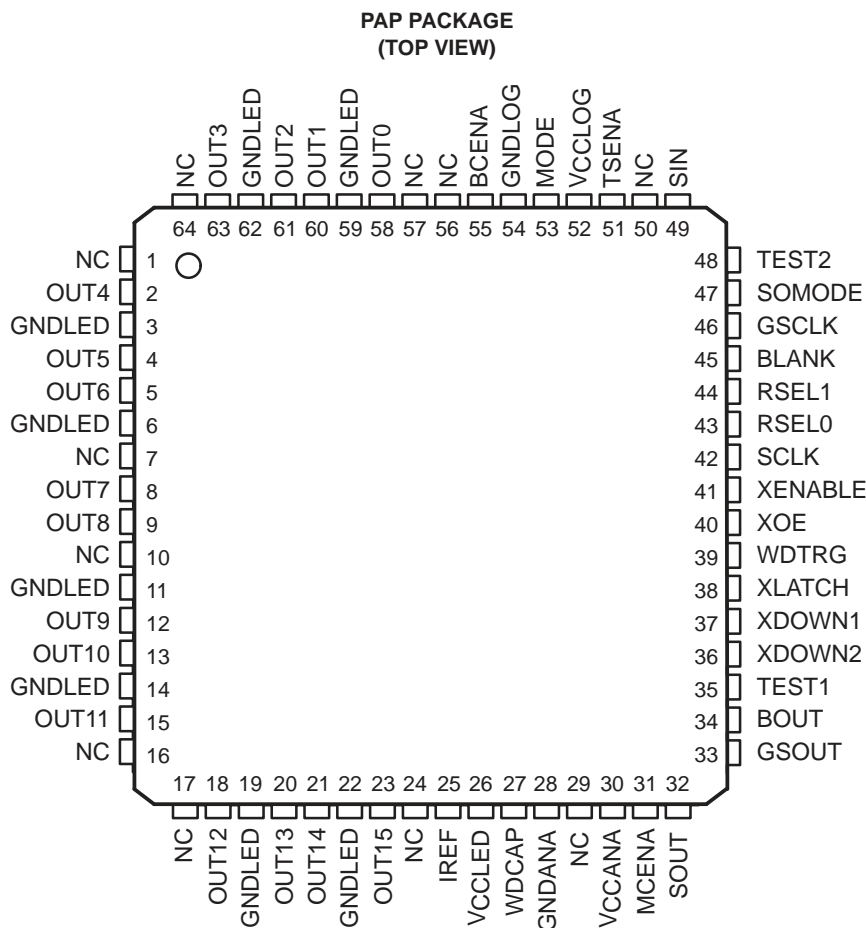 PAP PACKAGE
(TOP VIEW)
NC OUT3 GNDLED OUT2 OUT1 GNDLED OUT0 NC NC BCENA GNDLOG MODE VCCLOG TSENA NC SIN
64 63 62 61 60 59 58 57 56 55 54 53 52 51 50 49
NC 1 48 TEST2
OUT4 2 47 SOMODE
GNDLED 3 46 GSCLK
OUT5 4 45 BLANK
OUT6 5 44 RSEL1
GNDLED 6 43 RSEL0
NC 7 42 SCLK
OUT7 8 41 XENABLE
OUT8 9 40 XOE
NC 10 39 WDTRG
GNDLED 11 38 XLATCH
OUT9 12 37 XDOWN1
OUT10 13 36 XDOWN2
GNDLED 14 35 TEST1
OUT11 15 34 BOUT
NC 16 33 GSOUT
17 18 19 20 21 22 23 24 25 26 27 28 29 30 31 32
NC OUT12 GNDLED OUT13 OUT14 GNDLED OUT15 NC IREF VCCLED WDCAP GNDANA NC VCCANA MCENA SOUT